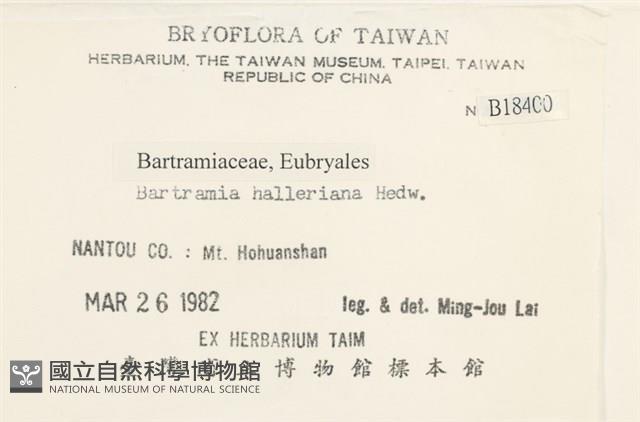 BRYOFLORA OF TAIWAN
HERBARIUM, THE TAIWAN MUSEUM, TAIPEI, TAIWAN
REPUBLIC OF CHINA
N B18400
Bartramiaceae, Eubryales
Bartramia halleriana Hedw.
NANTOU CO. : Mt. Hohuanshan
MAR 26 1982 leg. & det. Ming-Jou Lai
EX HERBARIUM TAIM
博物館標本館
國立自然科學博物館
NATIONAL MUSEUM OF NATURAL SCIENCE